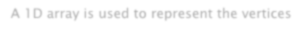 A 1D array is used to represent the vertices